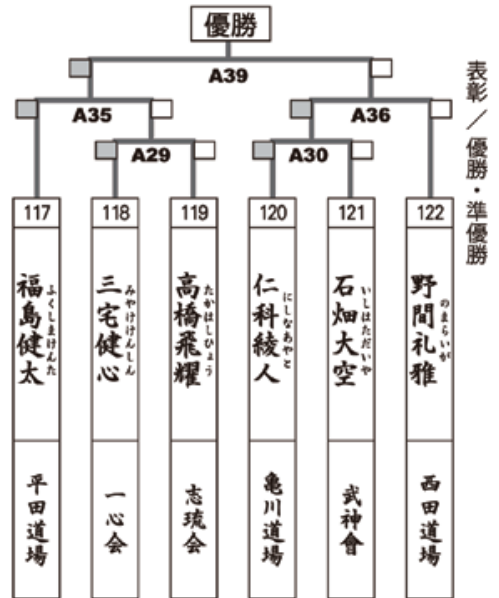 優勝
A39
A35
A36
A29
A30
表彰／優勝・準優勝
117
福島健太
ふくしまけんた
平田道場
118
三宅健心
みやけけんしん
一心会
119
高橋飛耀
たかはしひょう
志琉会
120
仁科綾人
にしなあやと
亀川道場
121
石畑大空
いしはただいや
武神會
122
野間礼雅
のまらいが
西田道場